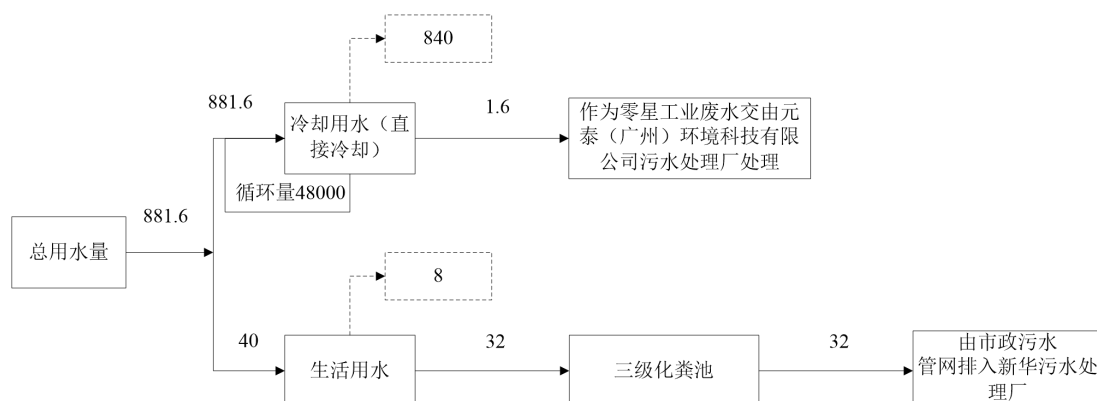 840
881.6
冷却用水（直
接冷却）
1.6
作为零星工业废水交由元
泰（广州）环境科技有限
公司污水处理厂处理
循环量48000
881.6
总用水量
8
40
生活用水
32
三级化粪池
32
由市政污水
管网排入新华污水处
理厂